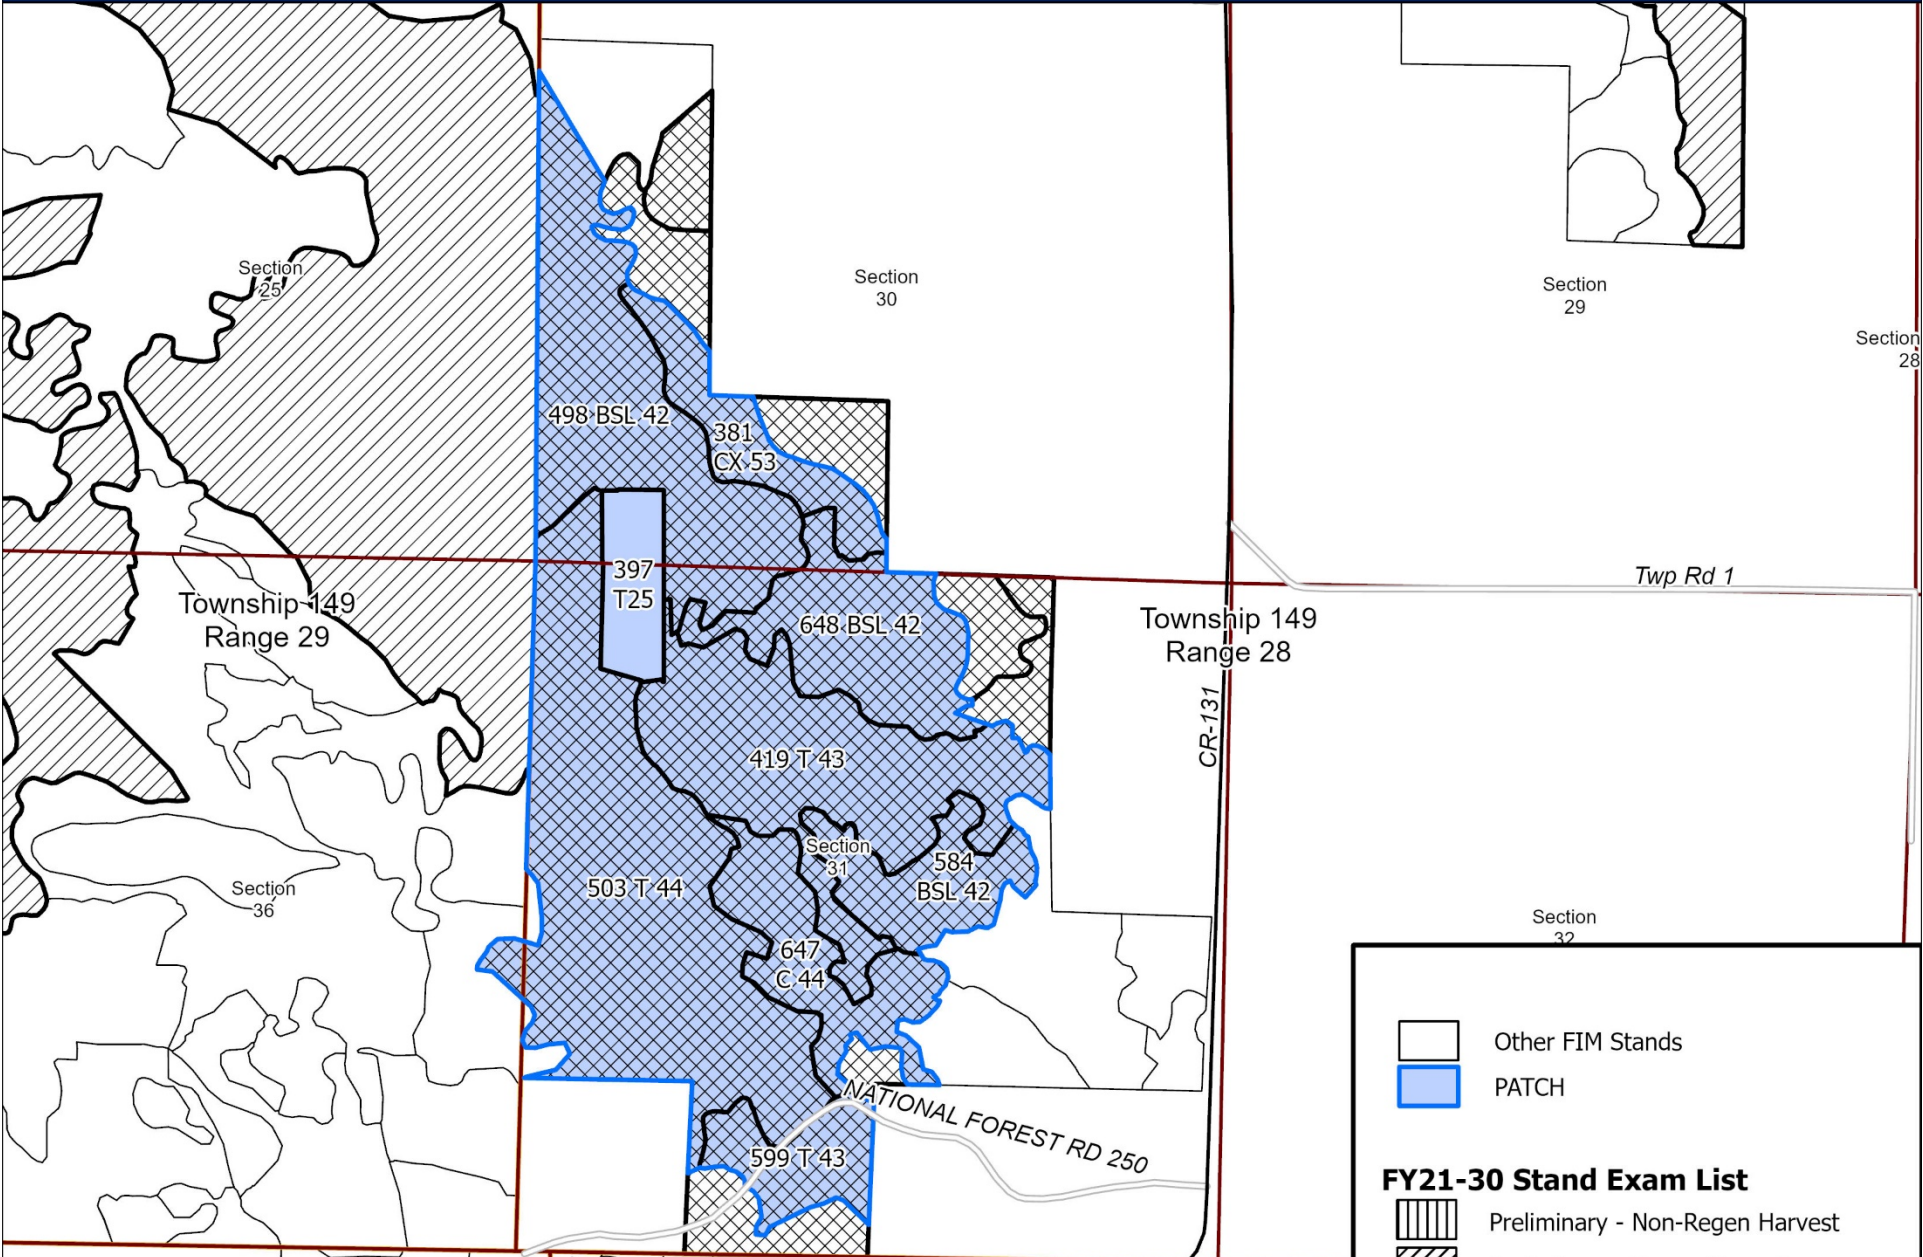 Section
25
Section
30
Section
29
Section
28
498 BSL 42
381
CX 53
397
T25
Twp Rd 1
Township 149
Range 29
648 BSL 42
Township 149
Range 28
CR-131
419 T 43
Section
31
584
BSL 42
503 T 44
Section
36
Section
32
647
C 44
NATIONAL FOREST RD 250
599 T 43
Other FIM Stands
PATCH
FY21-30 Stand Exam List
Preliminary - Non-Regen Harvest